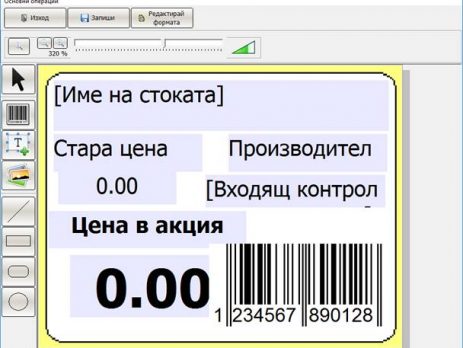 Основни операции
Изход
Запиши
Редактирай
формата
320 %
[Име на стоката]
Стара цена
Производител
0.00
[Входящ контрол
Цена в акция
0.00
1 234567 890128